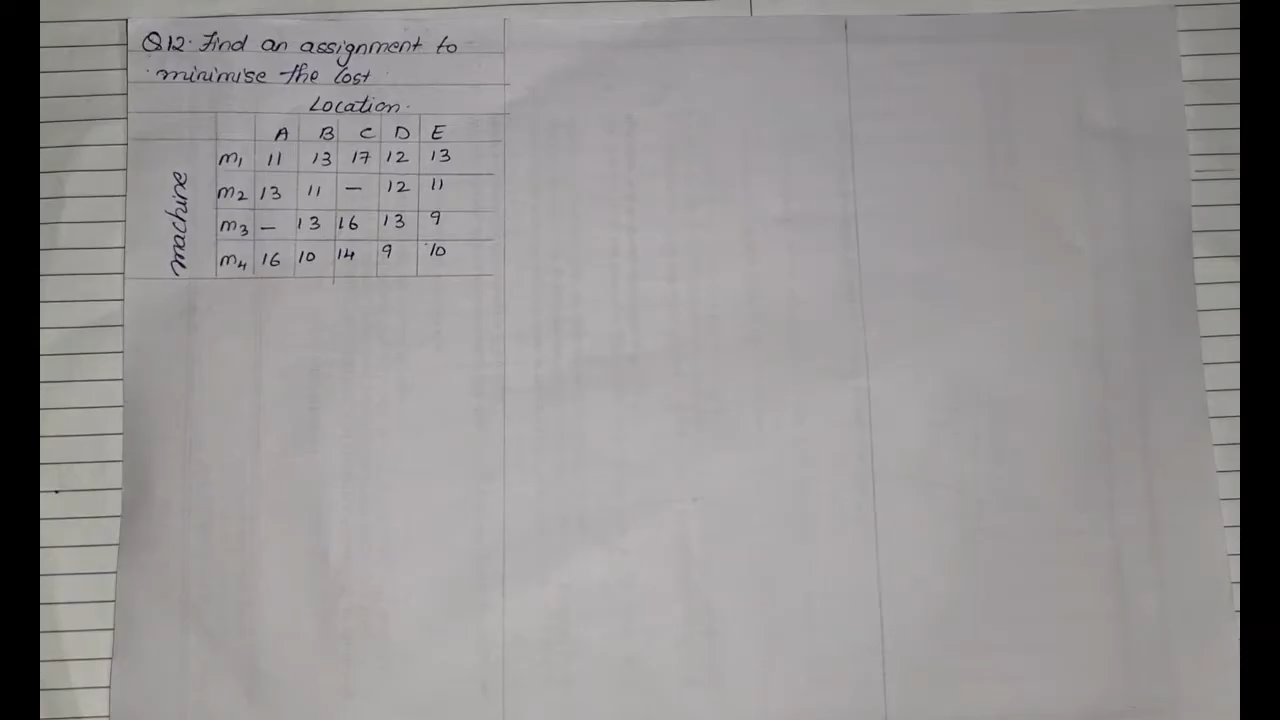 Q12. Find an assignment to
minimise the cost
Location.
A B C D E
machine
m1 11 13 17 12 13
m2 13 11 — 12 11
m3 — 13 16 13 9
m4 16 10 14 9 10